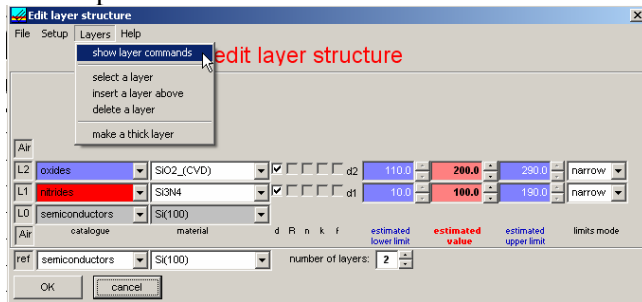 Edit layer structure
File Setup Layers Help
show layer commands
edit layer structure
select a layer
insert a layer above
delete a layer
make a thick layer
Air
L2 oxides SiO2_(CVD) d2 110.0 200.0 290.0 narrow
L1 nitrides Si3N4 d1 10.0 100.0 190.0 narrow
L0 semiconductors Si(100)
Air catalogue material d R n k f estimated lower limit estimated value estimated upper limit limits mode
ref semiconductors Si(100) number of layers: 2
OK cancel